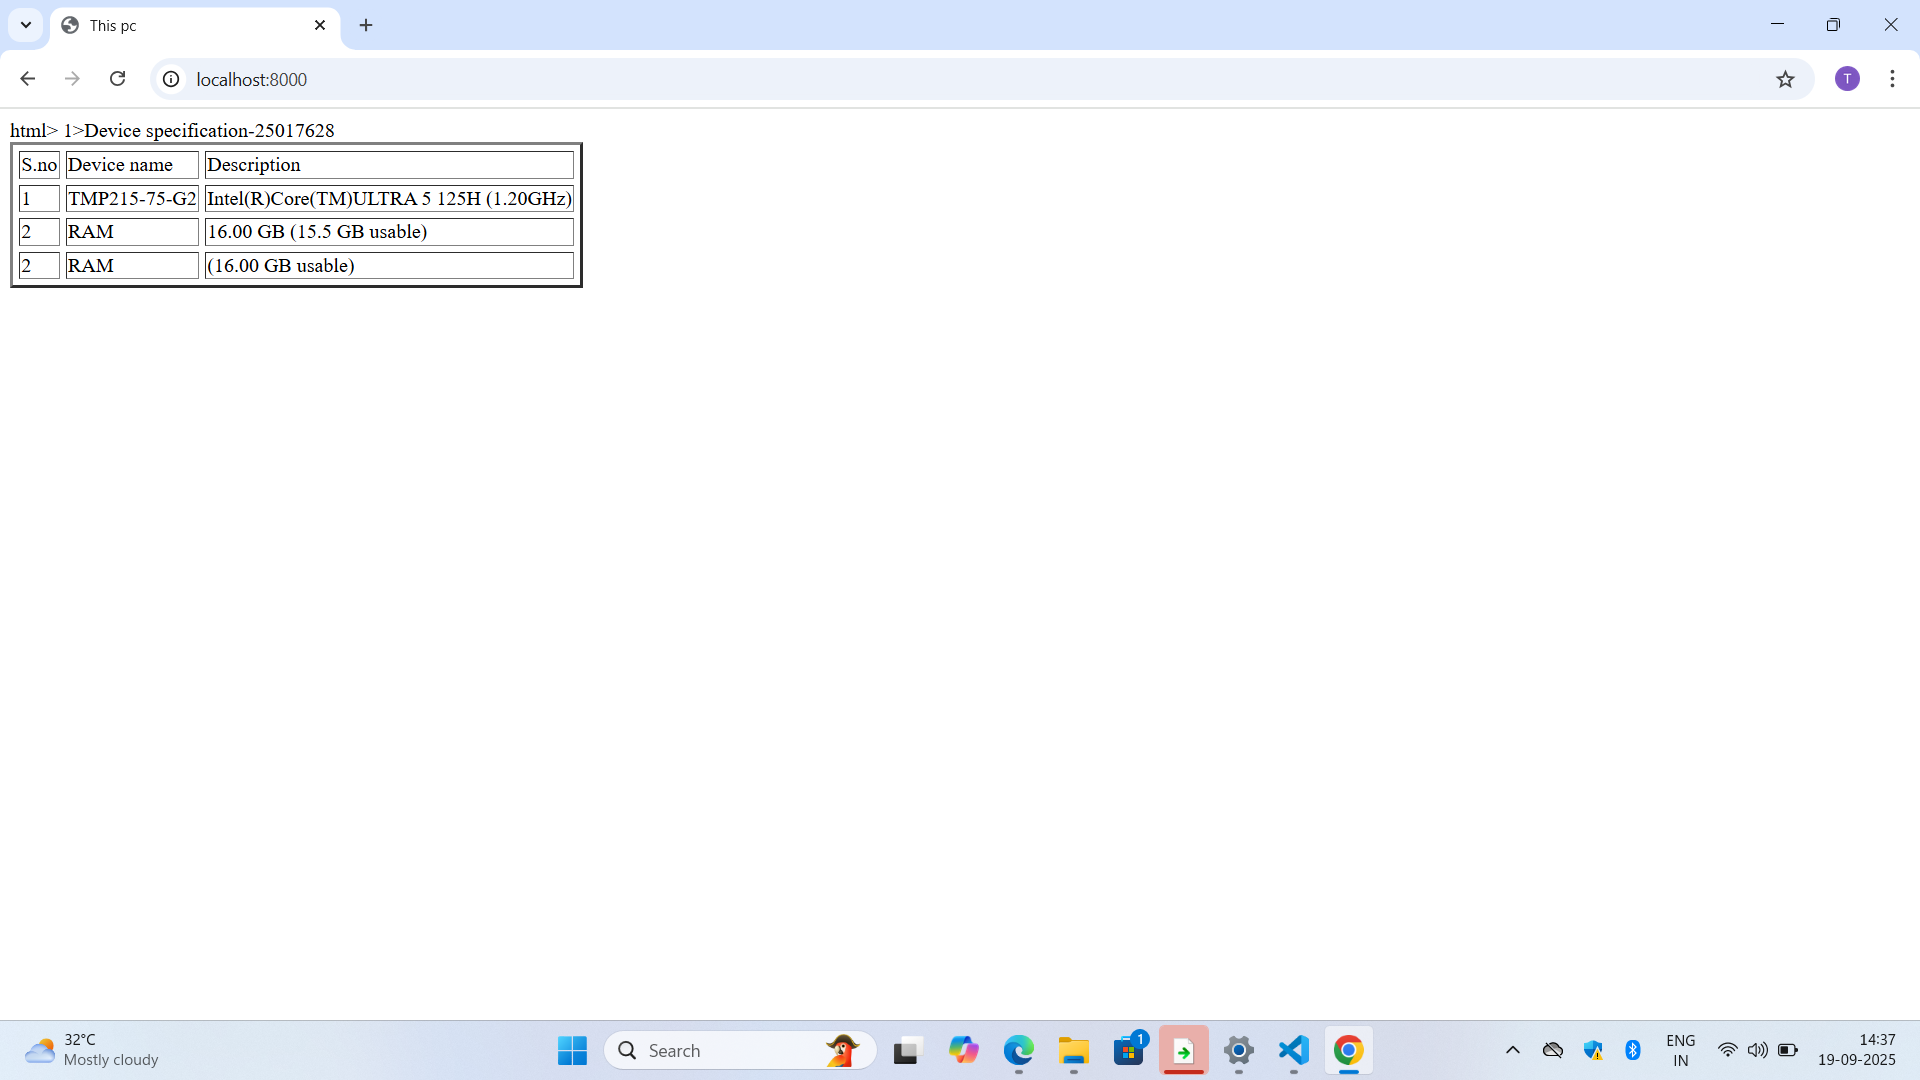 This pc
localhost:8000
T
html> 1>Device specification-25017628
S.no Device name Description
1 TMP215-75-G2 Intel(R)Core(TM)ULTRA 5 125H (1.20GHz)
2 RAM 16.00 GB (15.5 GB usable)
2 RAM (16.00 GB usable)
32°C
Mostly cloudy
Search
1
ENG
IN
14:37
19-09-2025